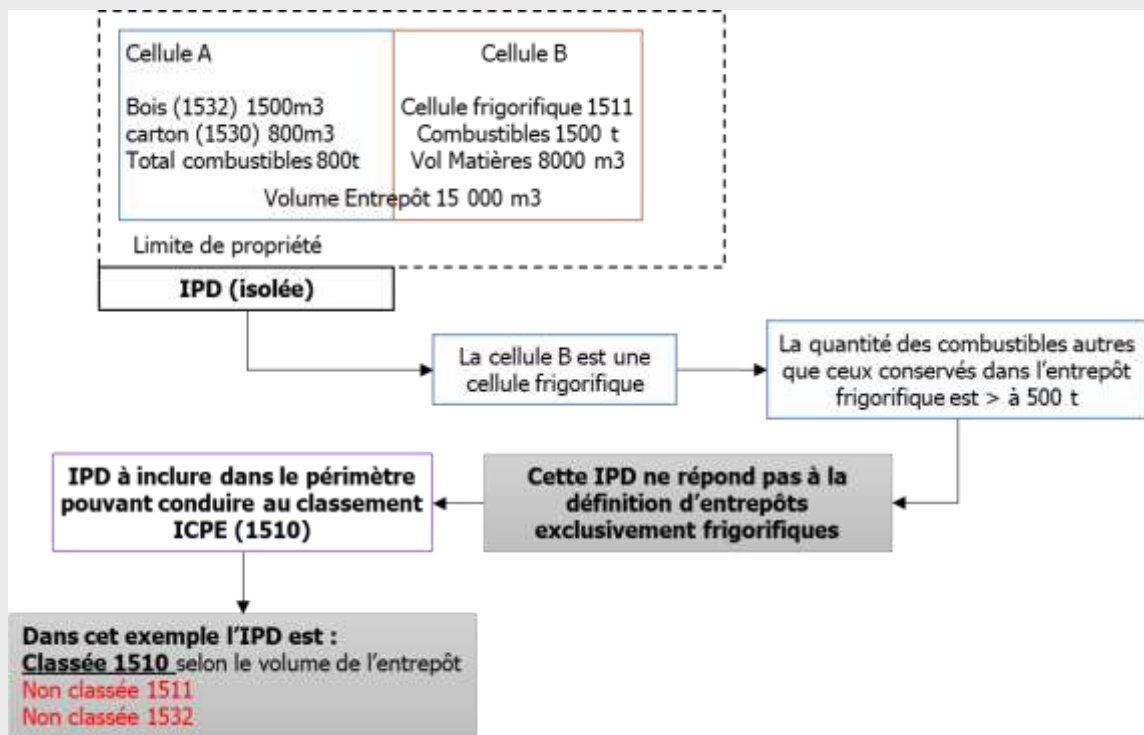 Cellule A
Bois (1532) 1500m3
carton (1530) 800m3
Total combustibles 800t
Cellule B
Cellule frigorifique 1511
Combustibles 1500 t
Vol Matières 8000 m3
Volume Entrepôt 15 000 m3
Limite de propriété
IPD (isolée)
La cellule B est une
cellule frigorifique
La quantité des combustibles autres
que ceux conservés dans l'entrepôt
frigorifique est > à 500 t
Cette IPD ne répond pas à la
définition d'entrepôts
exclusivement frigorifiques
IPD à inclure dans le périmètre
pouvant conduire au classement
ICPE (1510)
Dans cet exemple l'IPD est :
Classée 1510 selon le volume de l'entrepôt
Non classée 1511
Non classée 1532